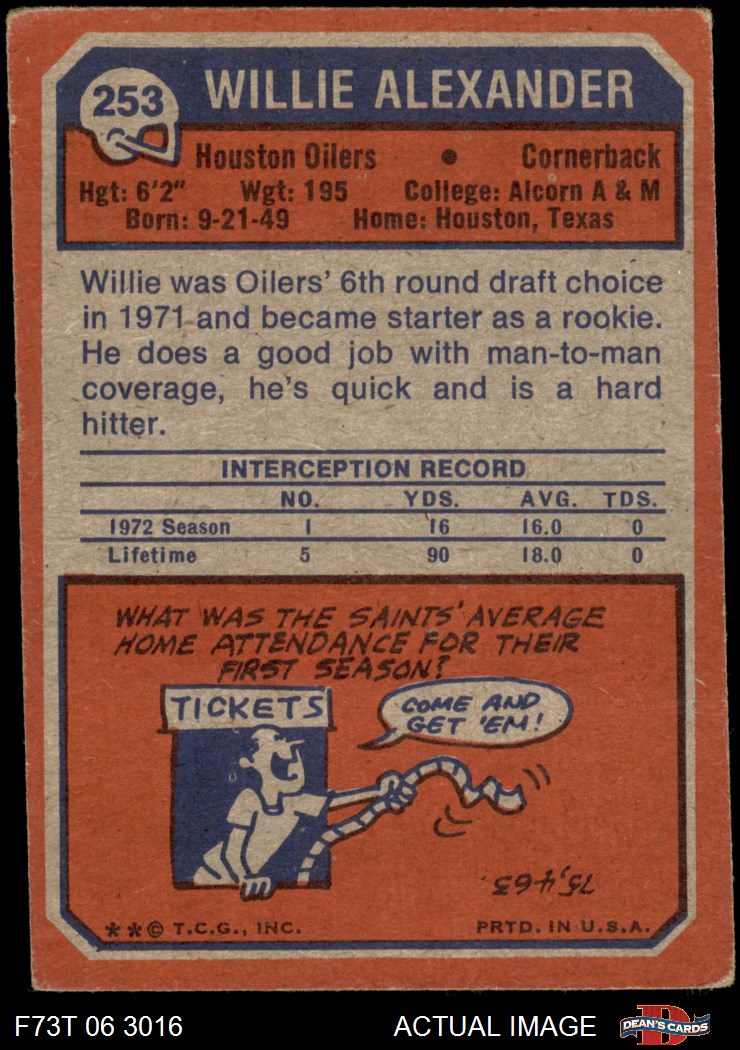 253
WILLIE ALEXANDER
Houston Oilers • Cornerback
Hgt: 6'2" Wgt: 195 College: Alcorn A & M
Born: 9-21-49 Home: Houston, Texas
Willie was Oilers' 6th round draft choice
in 1971 and became starter as a rookie.
He does a good job with man-to-man
coverage, he's quick and is a hard
hitter.
INTERCEPTION RECORD
NO. YDS. AVG. TDS.
1972 Season 1 16 16.0 0
Lifetime 5 90 18.0 0
WHAT WAS THE SAINTS' AVERAGE
HOME ATTENDANCE FOR THEIR
FIRST SEASON?
TICKETS
COME AND
GET 'EM!
75,463
**© T.C.G., INC. PRTD. IN U.S.A.
F73T 06 3016 ACTUAL IMAGE
D
DEAN'S CARDS